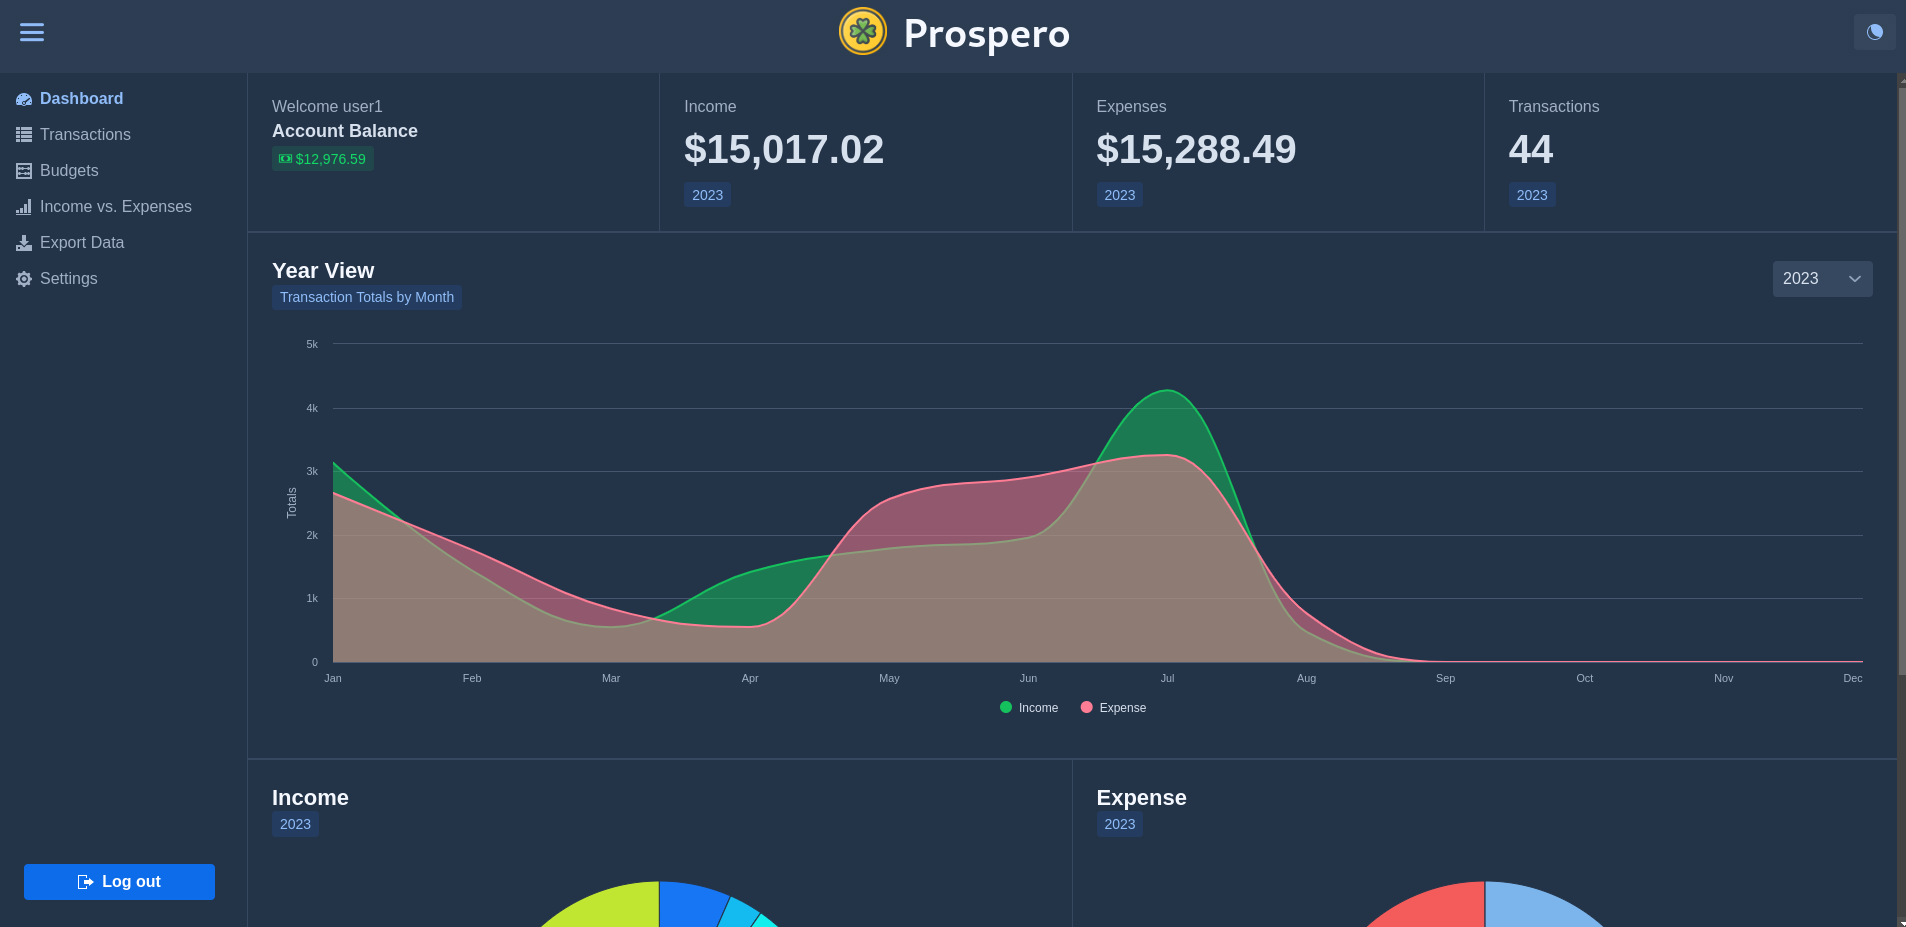 Prospero
Dashboard
Transactions
Budgets
Income vs. Expenses
Export Data
Settings
Log out
Welcome user1
Account Balance
$12,976.59
Income
$15,017.02
2023
Expenses
$15,288.49
2023
Transactions
44
2023
Year View
Transaction Totals by Month
2023
Totals
5k
4k
3k
2k
1k
0
Jan Feb Mar Apr May Jun Jul Aug Sep Oct Nov Dec
Income Expense
Income
2023
Expense
2023